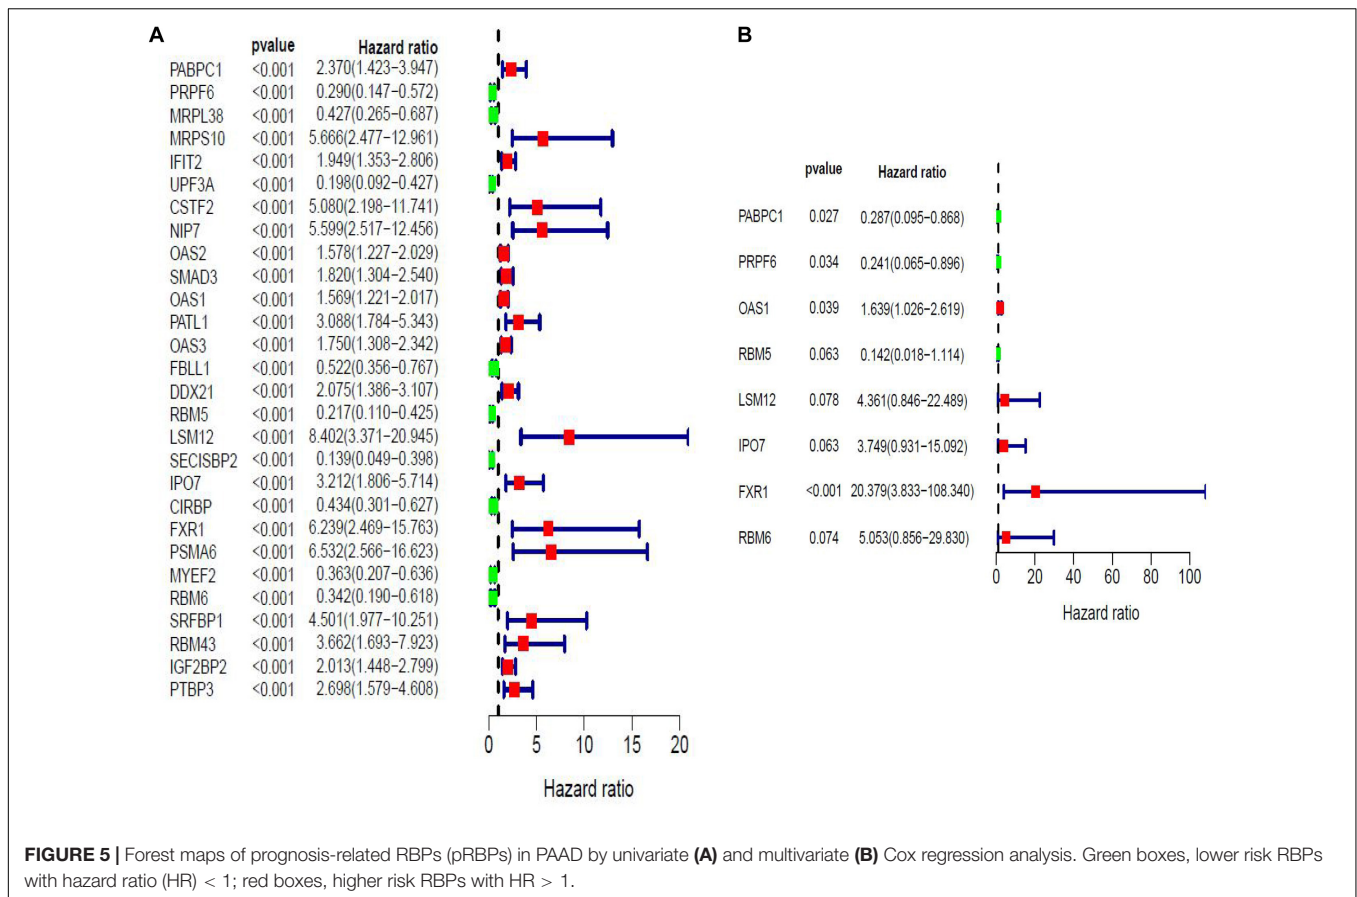 A
pvalue Hazard ratio
PABPC1 <0.001 2.370(1.423−3.947)
PRPF6 <0.001 0.290(0.147−0.572)
MRPL38 <0.001 0.427(0.265−0.687)
MRPS10 <0.001 5.666(2.477−12.961)
IFIT2 <0.001 1.949(1.353−2.806)
UPF3A <0.001 0.198(0.092−0.427)
CSTF2 <0.001 5.080(2.198−11.741)
NIP7 <0.001 5.599(2.517−12.456)
OAS2 <0.001 1.578(1.227−2.029)
SMAD3 <0.001 1.820(1.304−2.540)
OAS1 <0.001 1.569(1.221−2.017)
PATL1 <0.001 3.088(1.784−5.343)
OAS3 <0.001 1.750(1.308−2.342)
FBLL1 <0.001 0.522(0.356−0.767)
DDX21 <0.001 2.075(1.386−3.107)
RBM5 <0.001 0.217(0.110−0.425)
LSM12 <0.001 8.402(3.371−20.945)
SECISBP2 <0.001 0.139(0.049−0.398)
IPO7 <0.001 3.212(1.806−5.714)
CIRBP <0.001 0.434(0.301−0.627)
FXR1 <0.001 6.239(2.469−15.763)
PSMA6 <0.001 6.532(2.566−16.623)
MYEF2 <0.001 0.363(0.207−0.636)
RBM6 <0.001 0.342(0.190−0.618)
SRFBP1 <0.001 4.501(1.977−10.251)
RBM43 <0.001 3.662(1.693−7.923)
IGF2BP2 <0.001 2.013(1.448−2.799)
PTBP3 <0.001 2.698(1.579−4.608)
0 5 10 15 20
Hazard ratio
B
pvalue Hazard ratio
PABPC1 0.027 0.287(0.095−0.868)
PRPF6 0.034 0.241(0.065−0.896)
OAS1 0.039 1.639(1.026−2.619)
RBM5 0.063 0.142(0.018−1.114)
LSM12 0.078 4.361(0.846−22.489)
IPO7 0.063 3.749(0.931−15.092)
FXR1 <0.001 20.379(3.833−108.340)
RBM6 0.074 5.053(0.856−29.830)
0 20 40 60 80 100
Hazard ratio
FIGURE 5 | Forest maps of prognosis-related RBPs (pRBPs) in PAAD by univariate (A) and multivariate (B) Cox regression analysis. Green boxes, lower risk RBPs
with hazard ratio (HR) < 1; red boxes, higher risk RBPs with HR > 1.